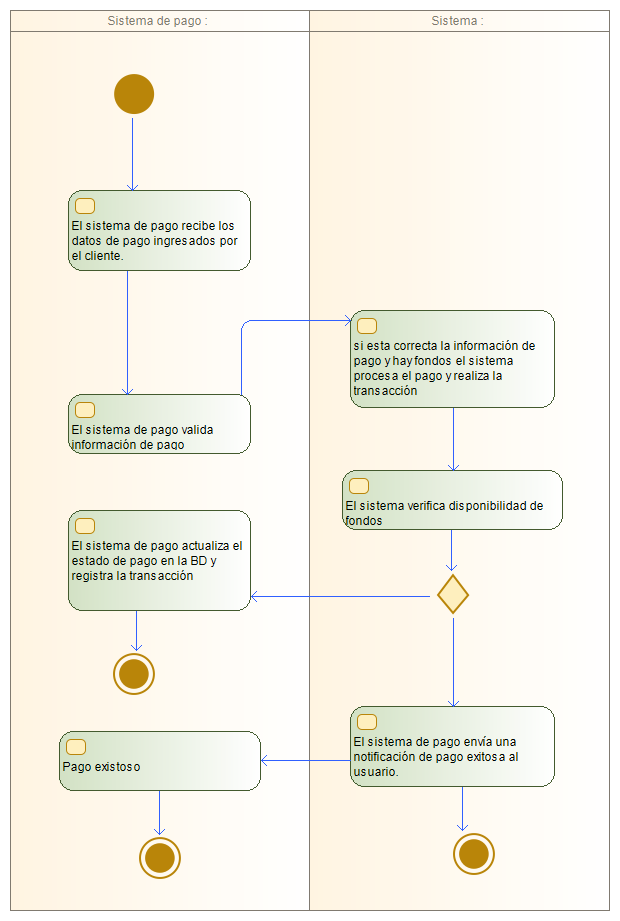 Sistema de pago :
Sistema :
El sistema de pago recibe los
datos de pago ingresados por
el cliente.
si esta correcta la información de
pago y hay fondos el sistema
procesa el pago y realiza la
transacción
El sistema de pago valida
información de pago
El sistema verifica disponibilidad de
fondos
El sistema de pago actualiza el
estado de pago en la BD y
registra la transacción
El sistema de pago envía una
notificación de pago exitosa al
usuario.
Pago existoso